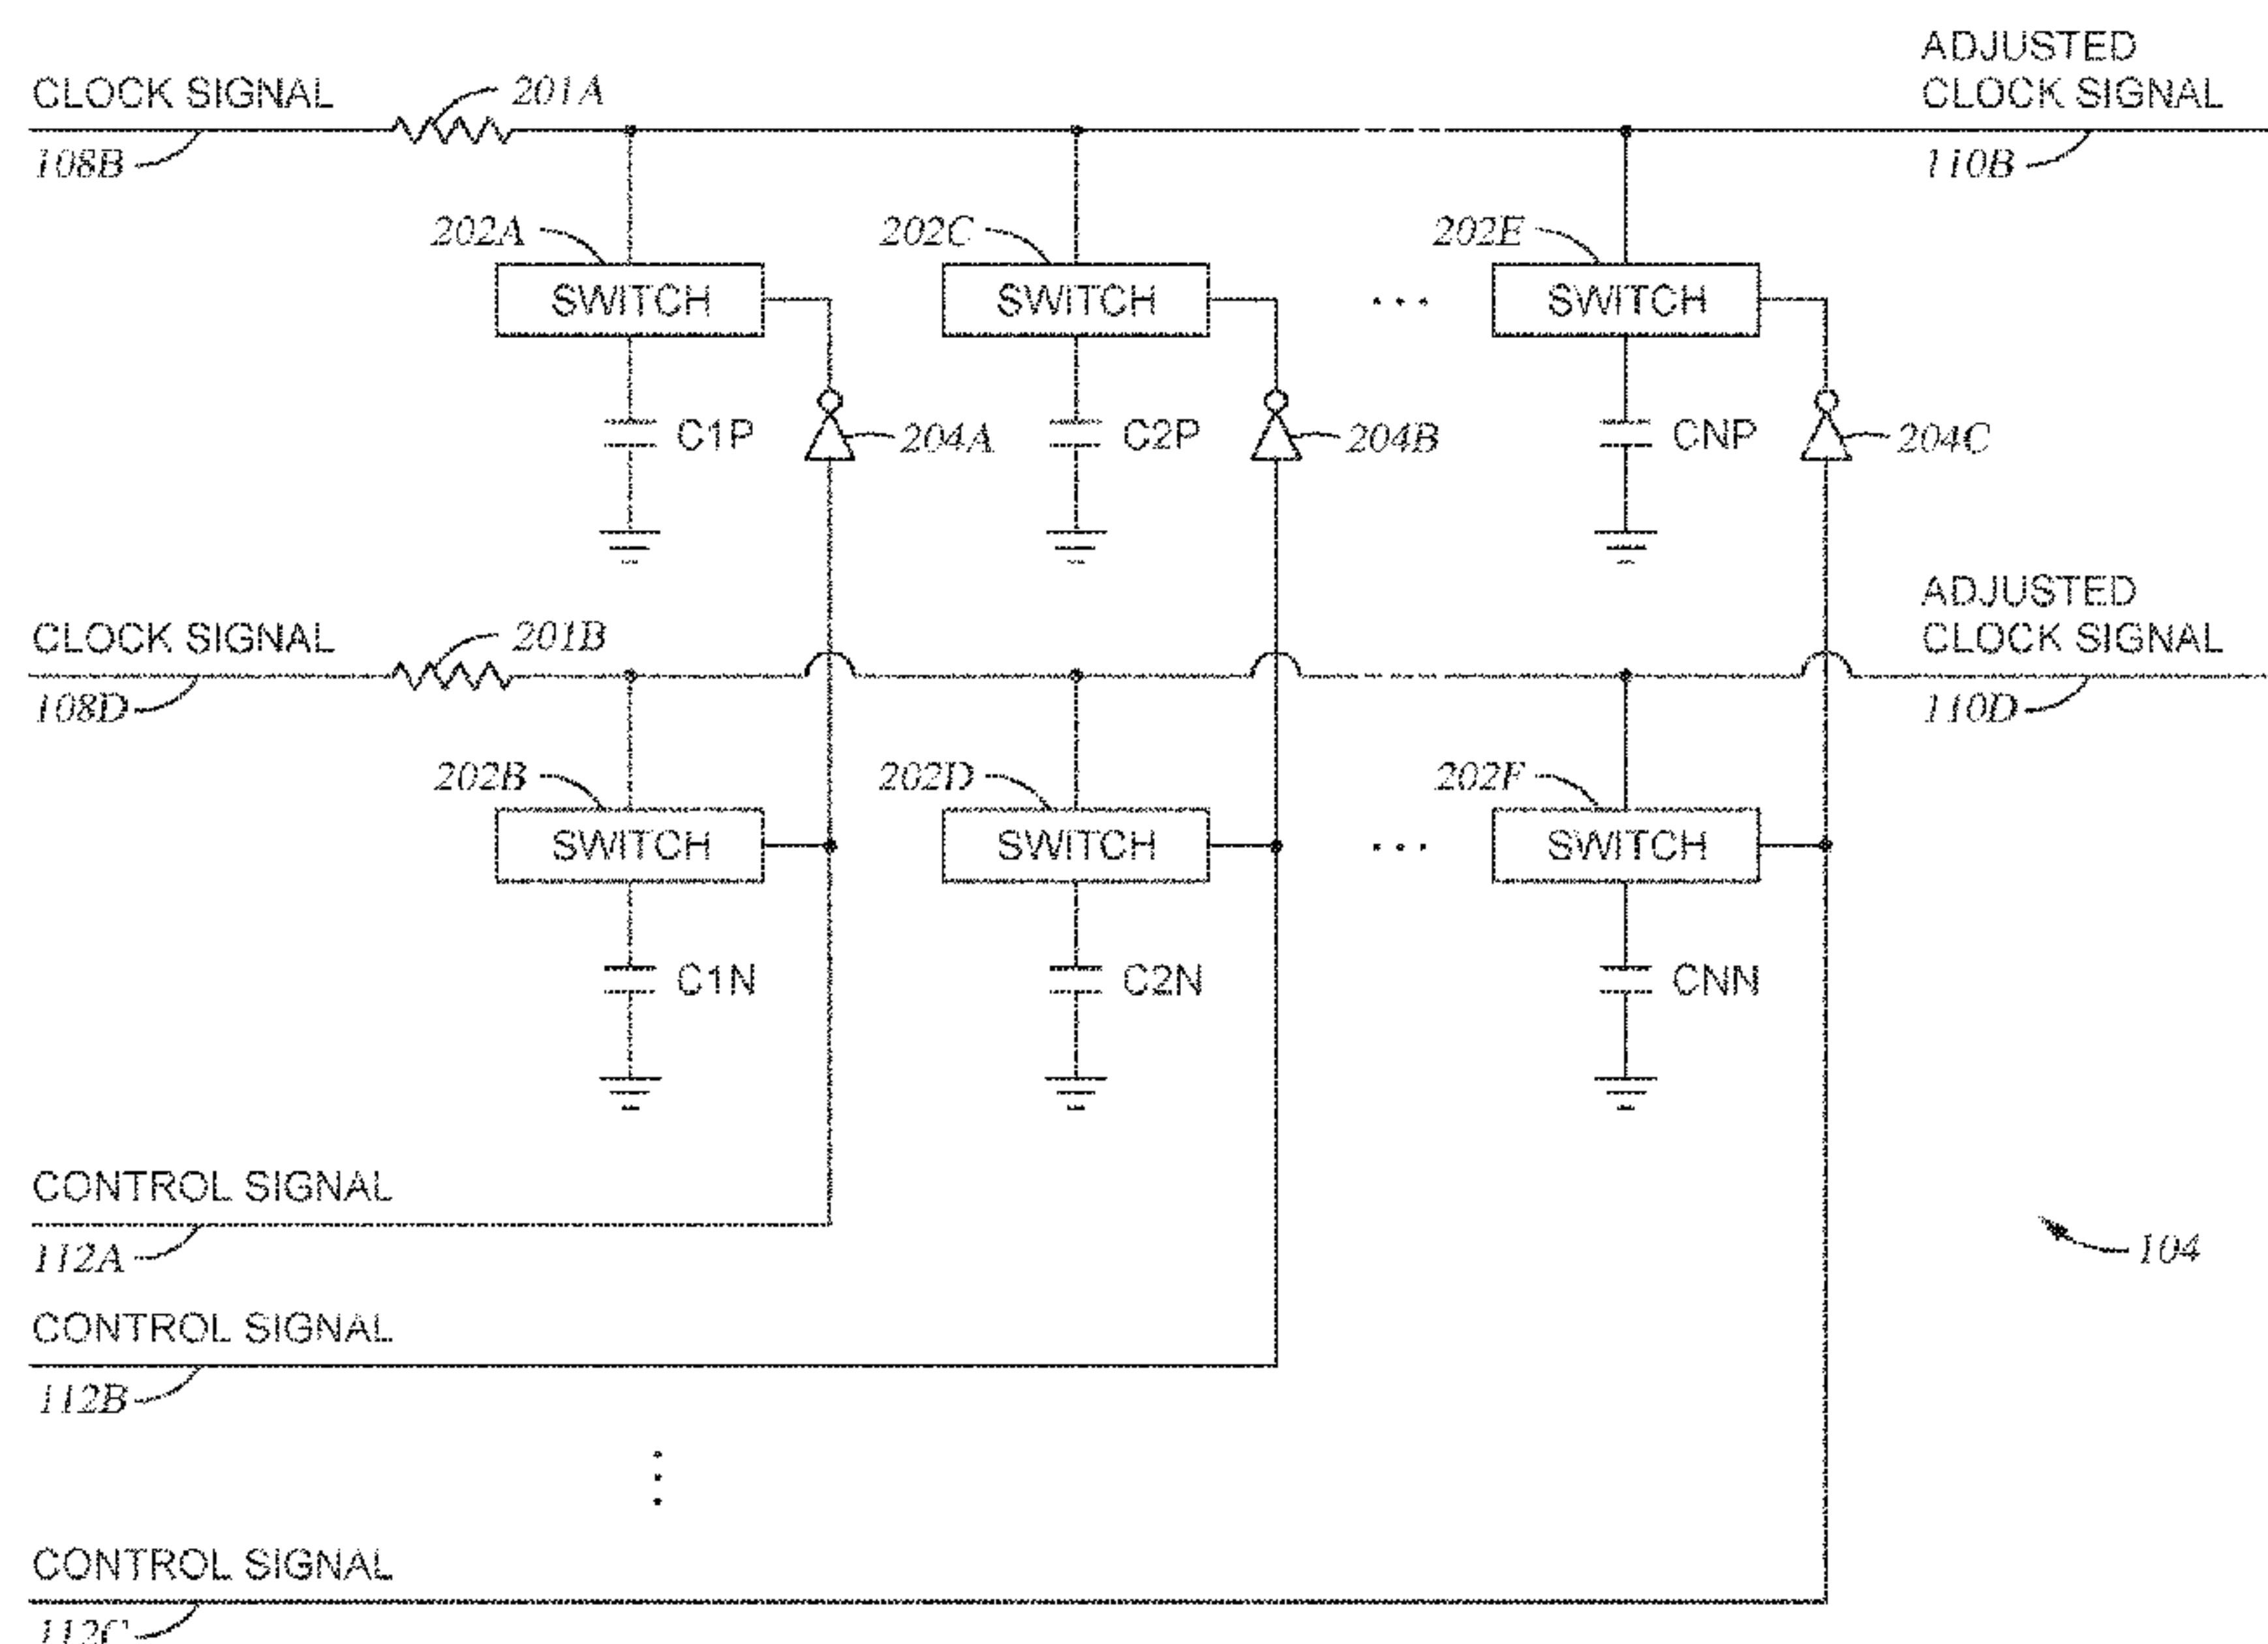 ADJUSTED
CLOCK SIGNAL 201A CLOCK SIGNAL
108B 110B
202A 202C 202E
SWITCH SWITCH ... SWITCH
C1P 204A C2P 204B CNP 204C
ADJUSTED
CLOCK SIGNAL 201B CLOCK SIGNAL
108D 110D
202B 202D 202F
SWITCH SWITCH ... SWITCH
C1N C2N CNN
CONTROL SIGNAL
112A 104
CONTROL SIGNAL
112B
CONTROL SIGNAL
112C